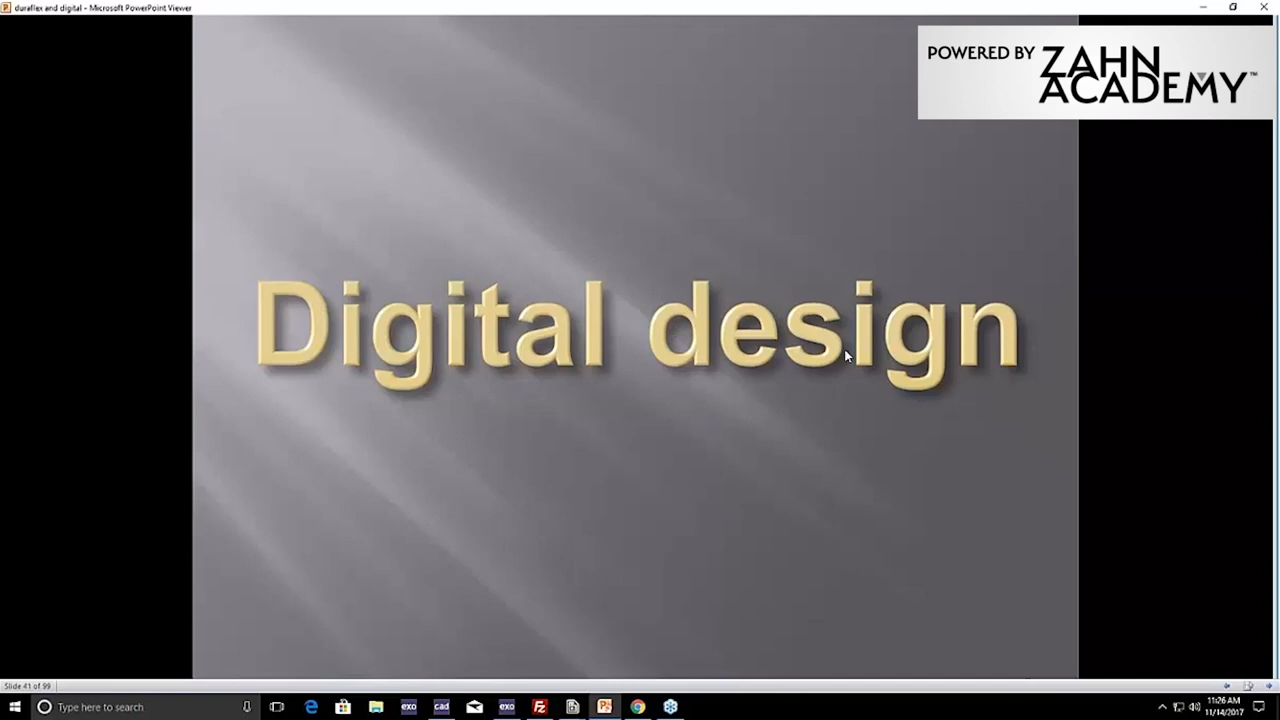 duraflex and digital - Microsoft PowerPoint Viewer
POWERED BY ZAHN ACADEMY™
Digital design
Slide 41 of 99
Type here to search
exo
cad
exo
11:26 AM
11/14/2017